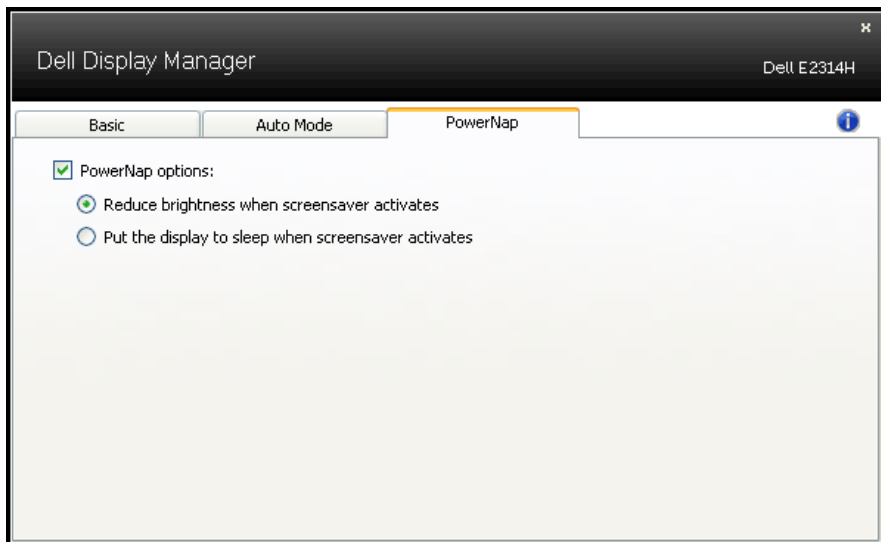 x
Dell Display Manager
Dell E2314H
Basic
Auto Mode
PowerNap
i
PowerNap options:
Reduce brightness when screensaver activates
Put the display to sleep when screensaver activates